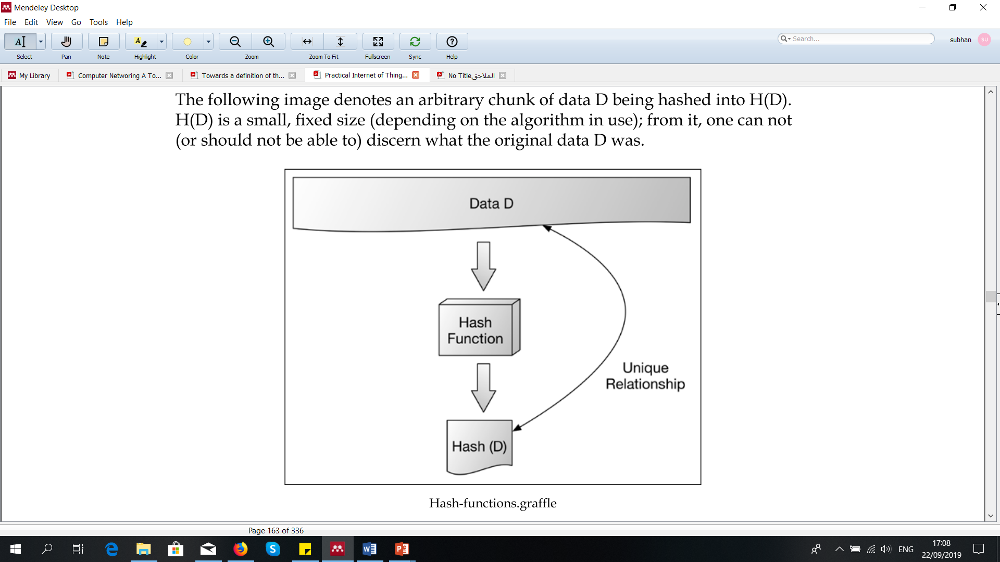 Mendeley Desktop
File Edit View Go Tools Help
Select Pan Note Highlight Color Zoom Zoom To Fit Fullscreen Sync Help
Search...
subhan
SU
My Library
Computer Networing A To...
Towards a definition of th...
Practical Internet of Thing...
No Titleالملاحق
The following image denotes an arbitrary chunk of data D being hashed into H(D).
H(D) is a small, fixed size (depending on the algorithm in use); from it, one can not
(or should not be able to) discern what the original data D was.
Data D
Hash
Function
Unique
Relationship
Hash (D)
Hash-functions.graffle
Page 163 of 336
ENG
17:08
22/09/2019